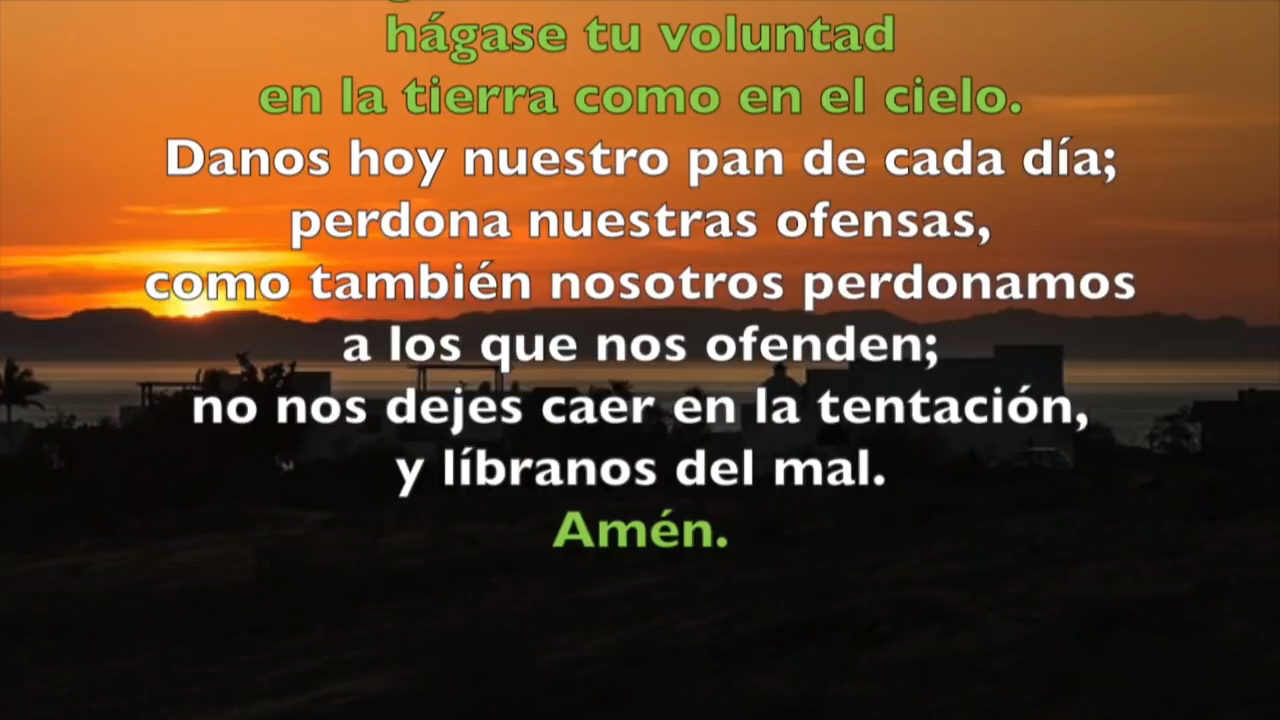 hágase tu voluntad
en la tierra como en el cielo.
Danos hoy nuestro pan de cada día;
perdona nuestras ofensas,
como también nosotros perdonamos
a los que nos ofenden;
no nos dejes caer en la tentación,
y líbranos del mal.
Amén.